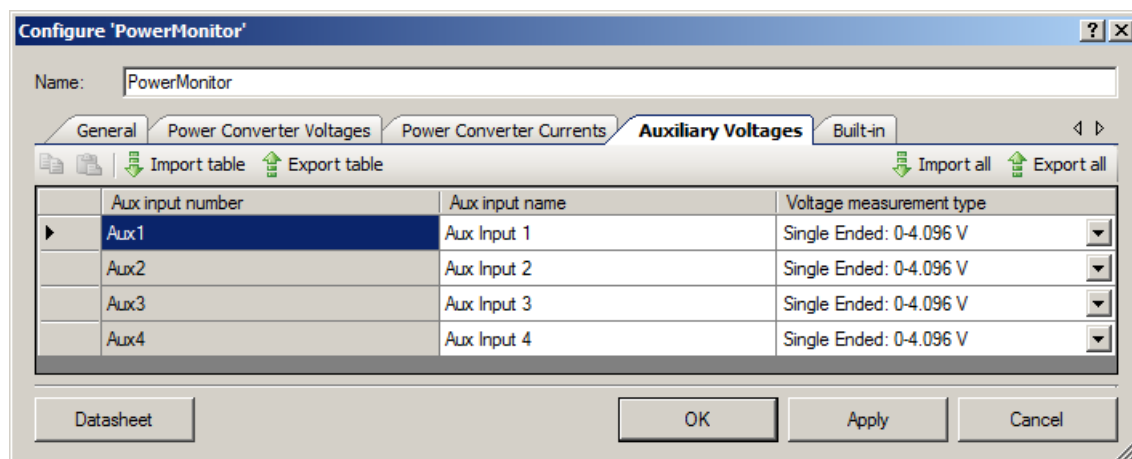 Configure 'PowerMonitor'
Name: PowerMonitor
General Power Converter Voltages Power Converter Currents Auxiliary Voltages Built-in
Import table Export table Import all Export all
Aux input number Aux input name Voltage measurement type
Aux1 Aux Input 1 Single Ended: 0-4.096 V
Aux2 Aux Input 2 Single Ended: 0-4.096 V
Aux3 Aux Input 3 Single Ended: 0-4.096 V
Aux4 Aux Input 4 Single Ended: 0-4.096 V
Datasheet OK Apply Cancel